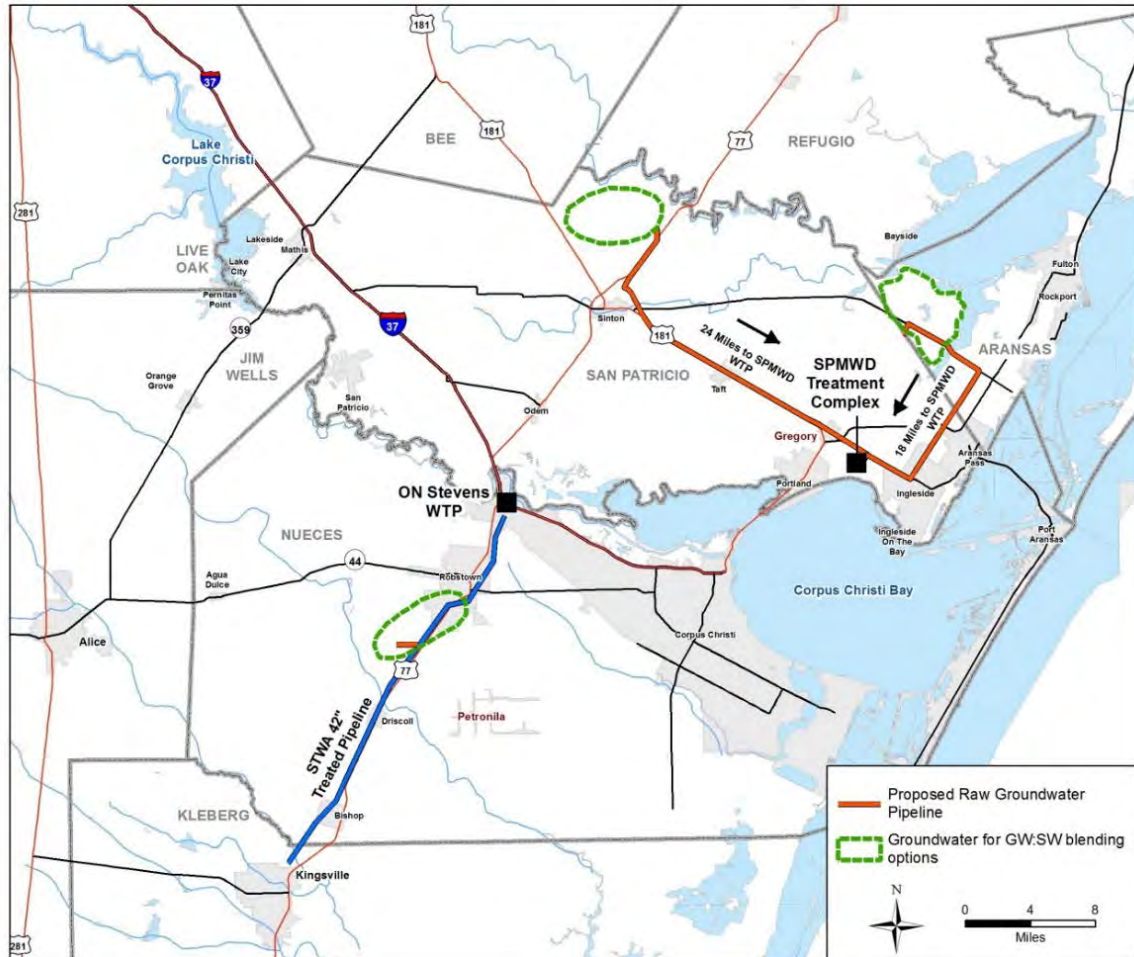 181
37
BEE
181
REFUGIO
77
Lake
Corpus Christi
281
LIVE
OAK
Lakeside
Mathis
Lake
City
Pernitas
Point
Bayside
Fulton
Rockport
Sinton
359
37
JIM
WELLS
Orange
Grove
San
Patricio
Odem
181
24 Miles to SPMWD
WTP
SAN PATRICIO
Taft
SPMWD
Treatment
Complex
ARANSAS
18 Miles to SPMWD
WTP
Gregory
Portland
Aransas
Pass
Ingleside
Ingleside
On The
Bay
Port
Aransas
ON Stevens
WTP
NUECES
44
Robstown
Agua
Dulce
Alice
Corpus Christi Bay
Corpus Christi
77
Driscoll
Petronila
STWA 42"
Treated Pipeline
KLEBERG
Bishop
Kingsville
281
Proposed Raw Groundwater
Pipeline
Groundwater for GW:SW blending
options
N
0 4 8
Miles